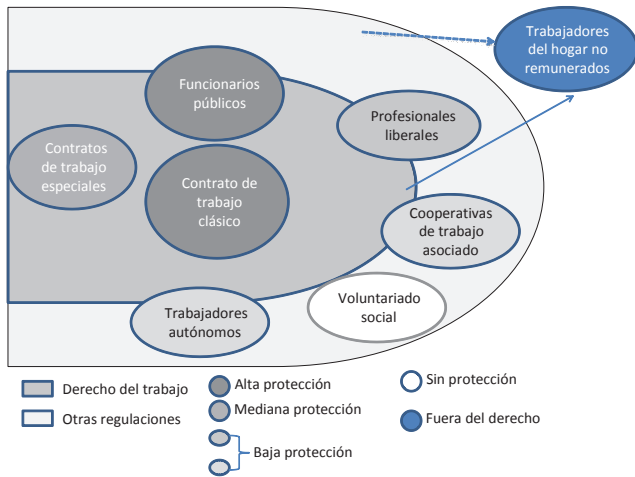 Trabajadores
del hogar no
remunerados
Funcionarios
públicos
Profesionales
liberales
Contratos
de trabajo
especiales
Contrato de
trabajo
clásico
Cooperativas
de trabajo
asociado
Voluntariado
social
Trabajadores
autónomos
Derecho del trabajo
Otras regulaciones
Alta protección
Mediana protección
Baja protección
Sin protección
Fuera del derecho